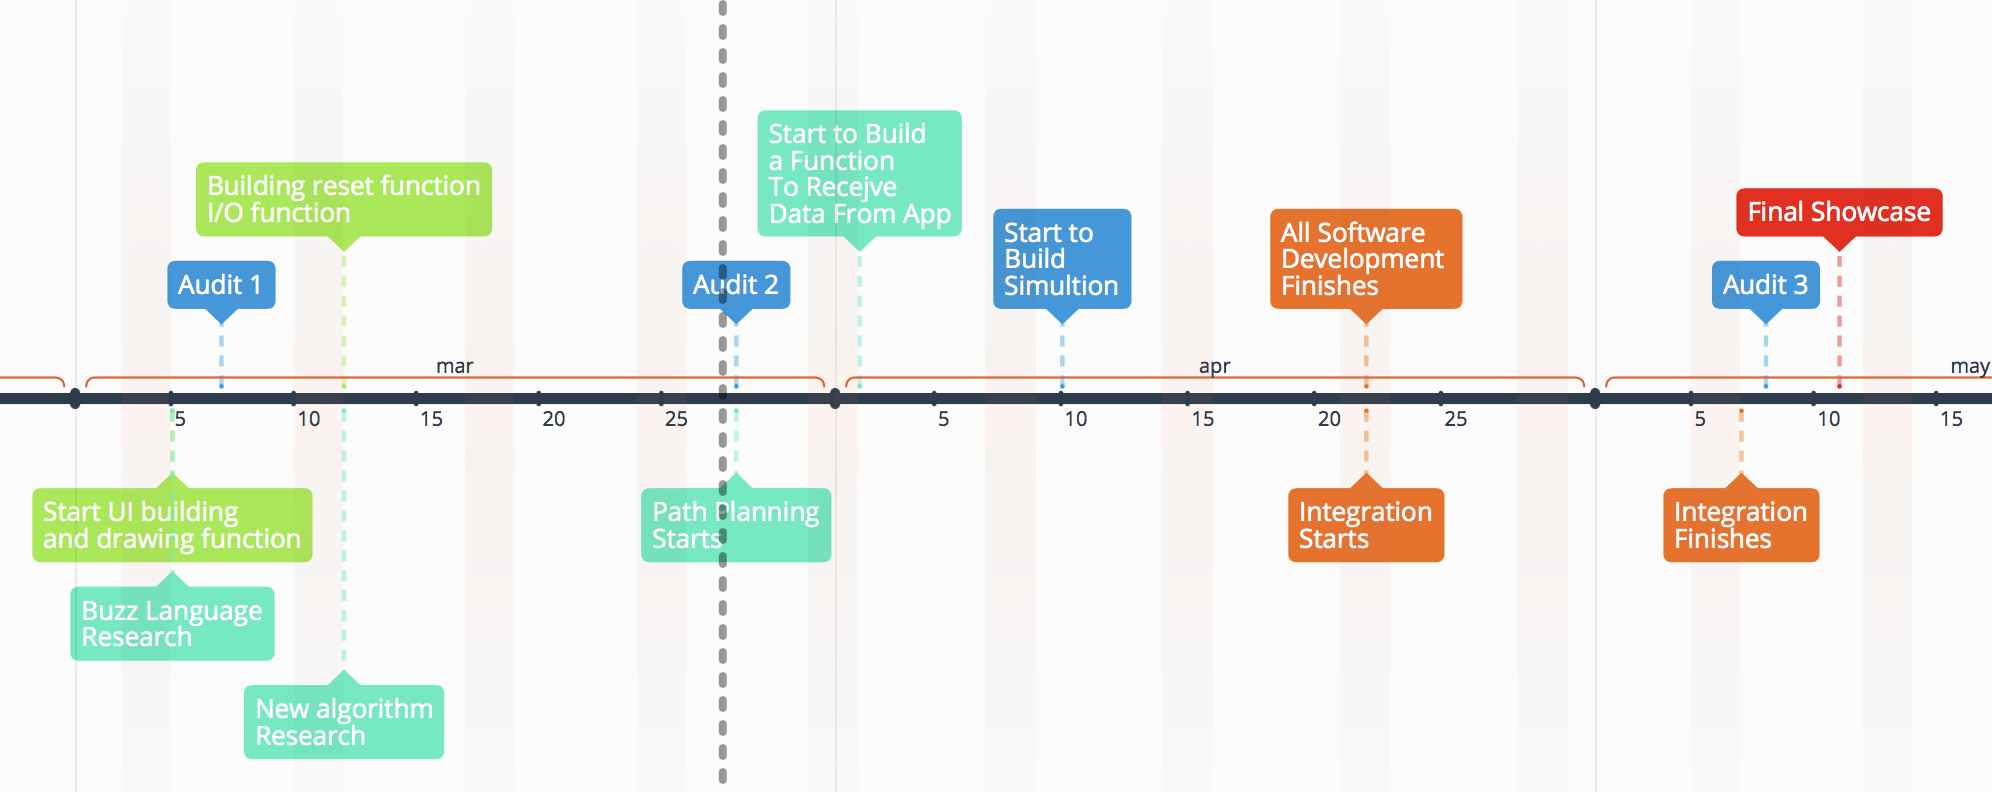 Start to Build
a Function
To Recejve
Data From App
Building reset function
I/O function
Final Showcase
Start to
Build
Simultion
All Software
Development
Finishes
Audit 1
Audit 2
Audit 3
mar
apr
may
5
10
15
20
25
5
10
15
20
25
5
10
15
Start UI building
and drawing function
Path Planning
Starts
Integration
Starts
Integration
Finishes
Buzz Language
Research
New algorithm
Research